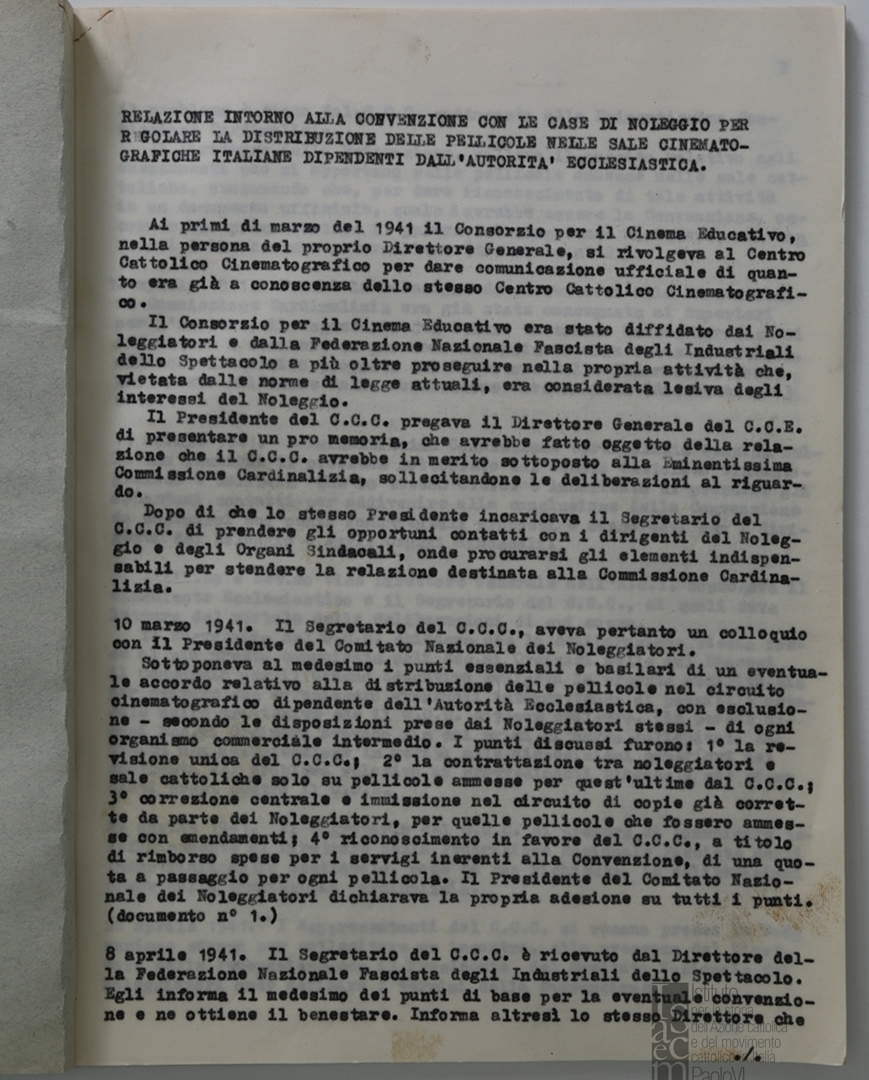 RELAZIONE INTORNO ALLA CONVENZIONE CON LE CASE DI NOLEGGIO PER
R GOLARE LA DISTRIBUZIONE DELLE PELLICOLE NELLE SALE CINEMATO-
GRAFICHE ITALIANE DIPENDENTI DALL'AUTORITA' ECCLESIASTICA.
Ai primi di marzo del 1941 il Consorzio per il Cinema Educativo,
nella persona del proprio Direttore Generale, si rivolgeva al Centro
Cattolico Cinematografico per dare comunicazione ufficiale di quan-
to era già a conoscenza dello stesso Centro Cattolico Cinematografi-
co.
Il Consorzio per il Cinema Educativo era stato diffidato dai No-
leggiatori e dalla Federazione Nazionale Fascista degli Industriali
dello Spettacolo a più oltre proseguire nella propria attività che,
vietata dalle norme di legge attuali, era considerata lesiva degli
interessi del Noleggio.
Il Presidente del C.C.C. pregava il Direttore Generale del C.C.E.
di presentare un pro memoria, che avrebbe fatto oggetto della rela-
zione che il C.C.C. avrebbe in merito sottoposto alla Eminentissima
Commissione Cardinalizia, sollecitandone le deliberazioni al riguar-
do.
Dopo di che lo stesso Presidente incaricava il Segretario del
C.C.C. di prendere gli opportuni contatti con i dirigenti del Noleg-
gio e degli Organi Sindacali, onde procurarsi gli elementi indispen-
sabili per stendere la relazione destinata alla Commissione Cardina-
lizia.
10 marzo 1941. Il Segretario del C.C.C., aveva pertanto un colloquio
con il Presidente del Comitato Nazionale dei Noleggiatori.
Sottoponeva al medesimo i punti essenziali e basilari di un eventua-
le accordo relativo alla distribuzione delle pellicole nel circuito
cinematografico dipendente dell'Autorità Ecclesiastica, con esclusio-
ne - secondo le disposizioni prese dai Noleggiatori stessi - di ogni
organismo commerciale intermedio. I punti discussi furono: 1° la re-
visione unica del C.C.C.; 2° la contrattazione tra noleggiatori e
sale cattoliche solo su pellicole ammesse per quest'ultime dal C.C.C.;
3° correzione centrale e immissione nel circuito di copie già corret-
te da parte dei Noleggiatori, per quelle pellicole che fossero ammes-
se con emendamenti; 4° riconoscimento in favore del C.C.C., a titolo
di rimborso spese per i servigi inerenti alla Convenzione, di una quo-
ta a passaggio per ogni pellicola. Il Presidente del Comitato Nazio-
nale dei Noleggiatori dichiarava la propria adesione su tutti i punti.
(documento n° 1.)
8 aprile 1941. Il Segretario del C.C.C. è ricevuto dal Direttore del-
la Federazione Nazionale Fascista degli Industriali dello Spettacolo.
Egli informa il medesimo dei punti di base per la eventuale convenzio-
ne e ne ottiene il benestare. Informa altresì lo stesso Direttore che
./.
Istituto
per la storia
dell'Azione cattolica
e del movimento
cattolico in Italia
Paolo VI